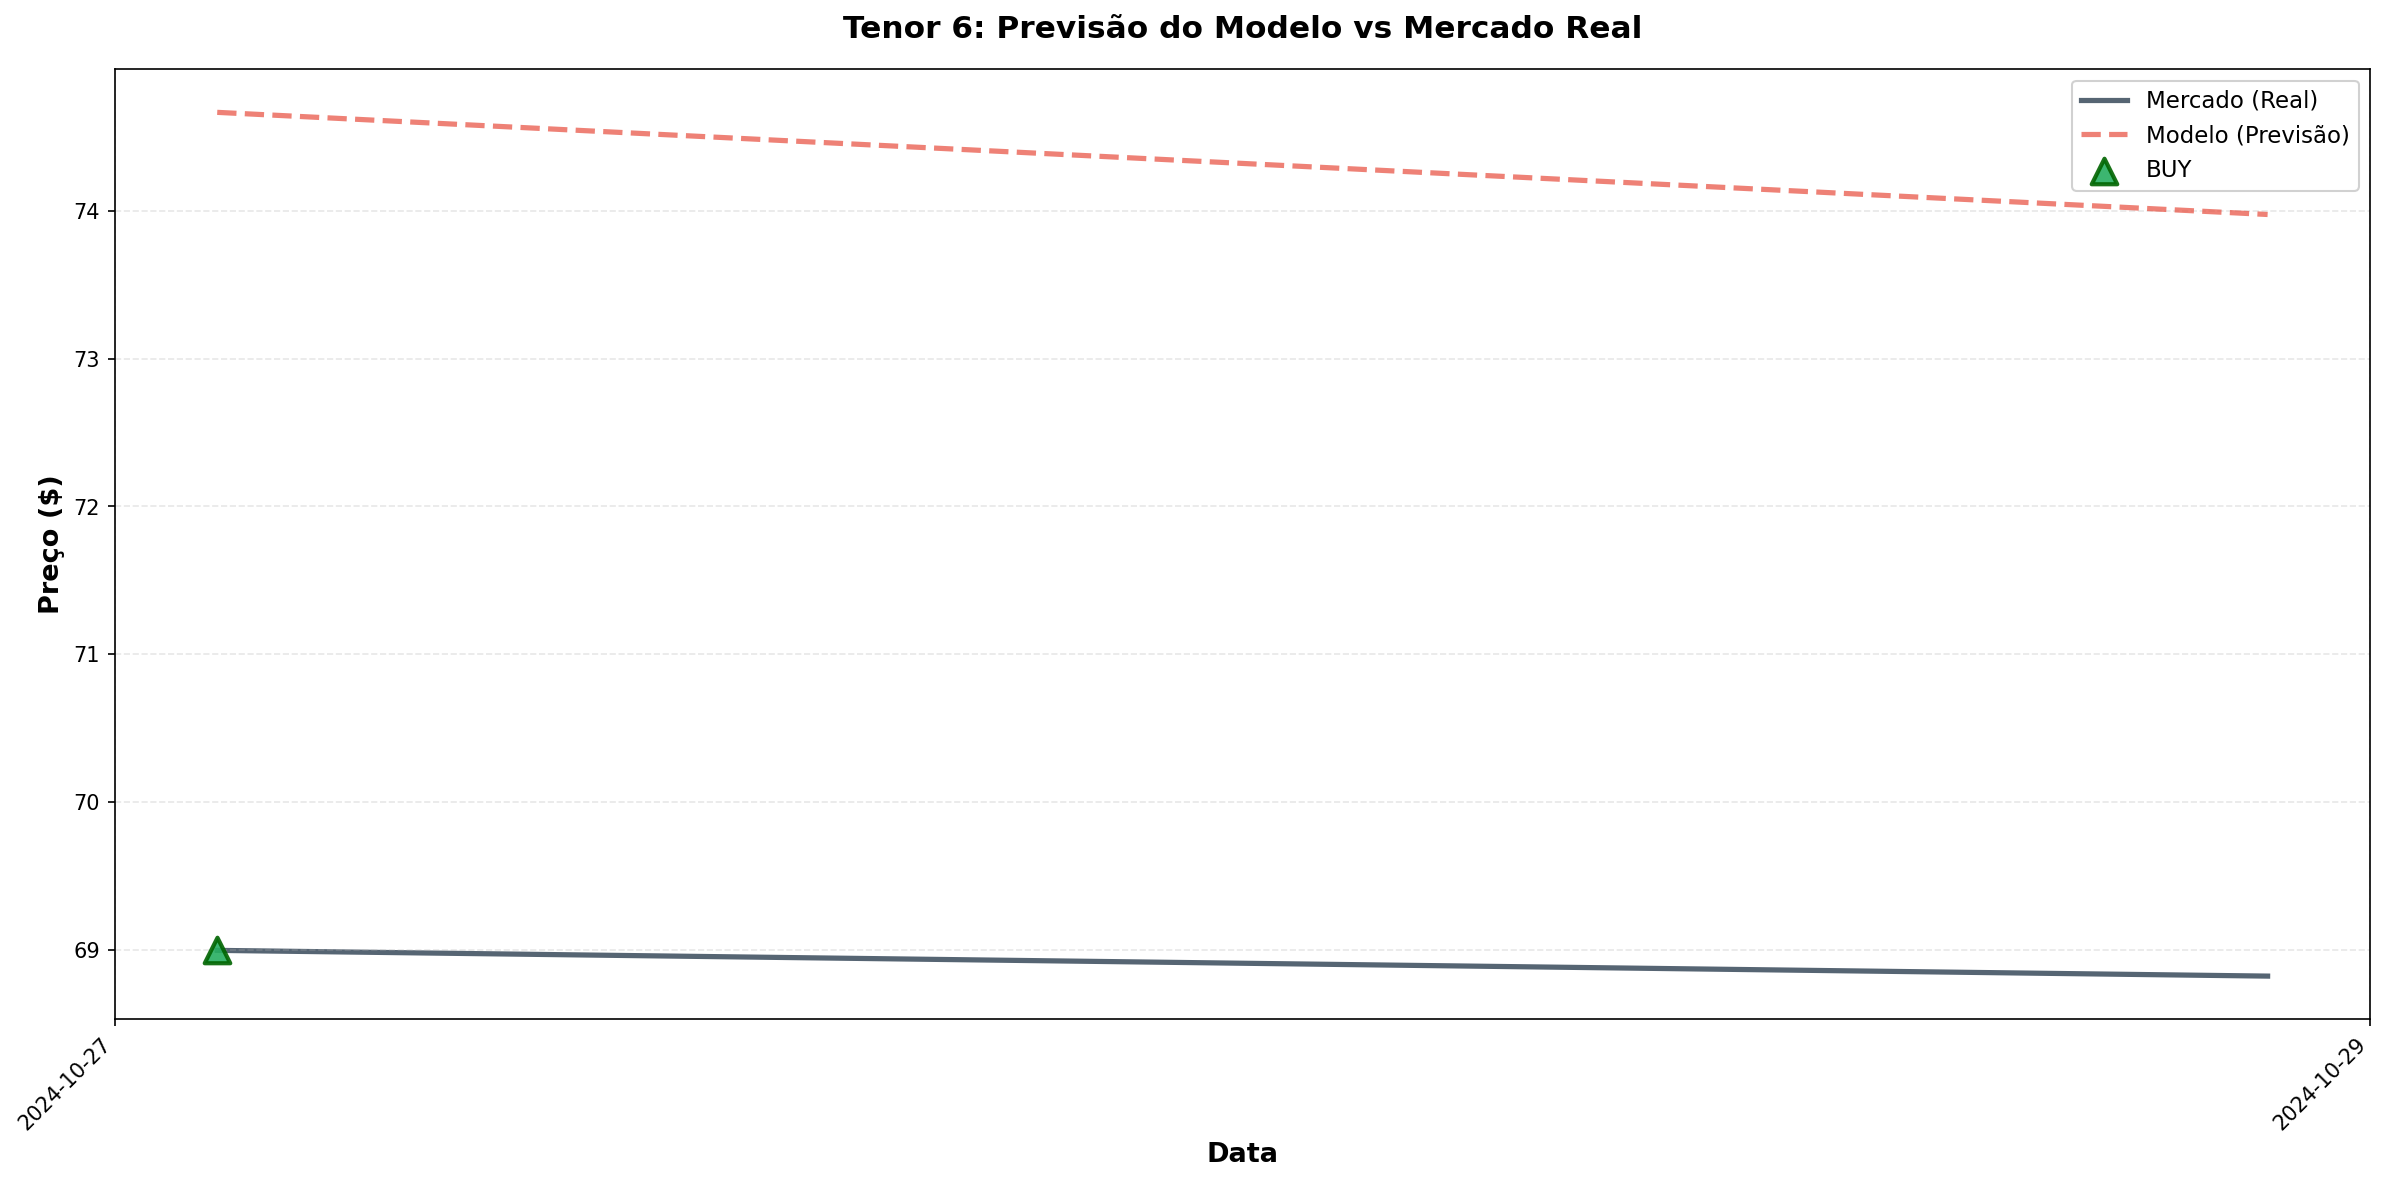 Tenor 6: Previsão do Modelo vs Mercado Real
Mercado (Real)
Modelo (Previsão)
BUY
Preço ($)
74
73
72
71
70
69
2024-10-27
2024-10-29
Data